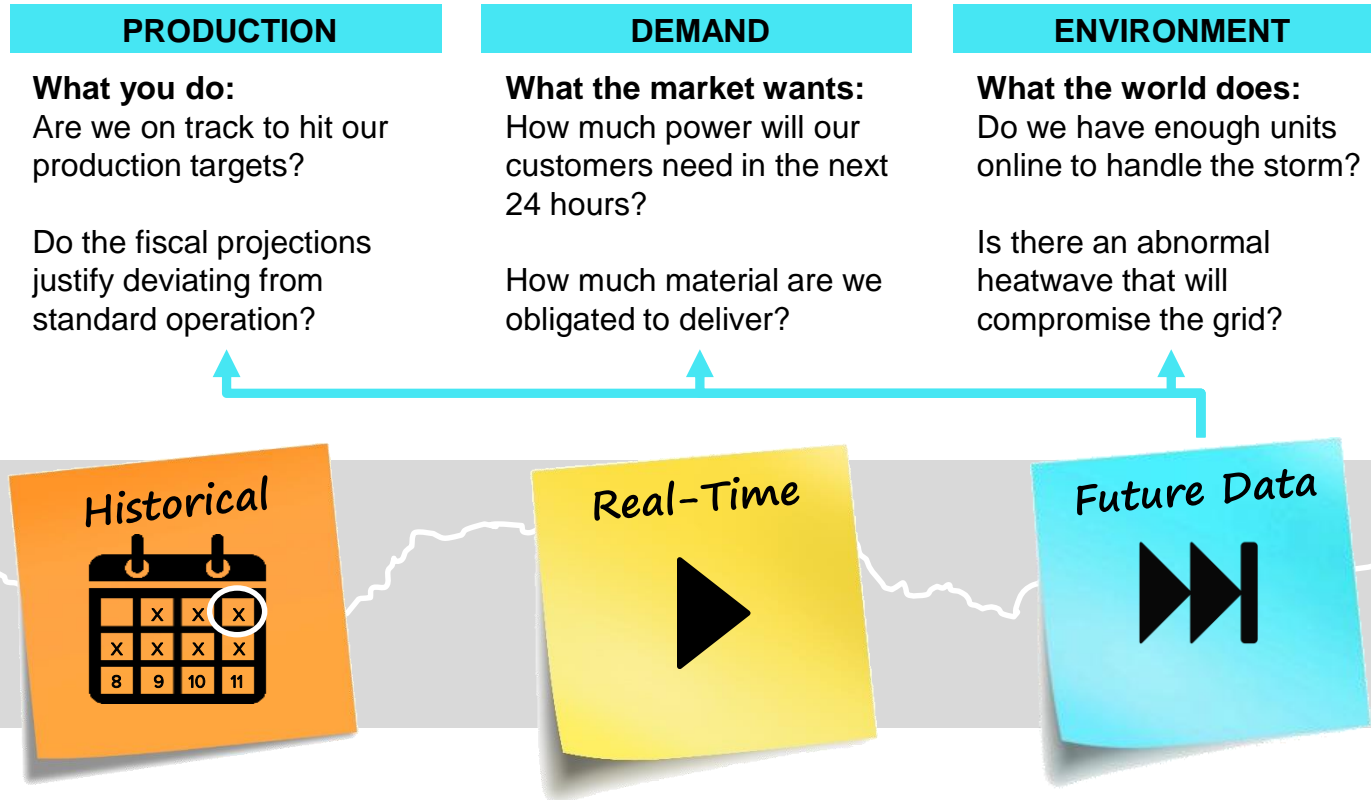 PRODUCTION
What you do:
Are we on track to hit our
production targets?
Do the fiscal projections
justify deviating from
standard operation?
DEMAND
What the market wants:
How much power will our
customers need in the next
24 hours?
How much material are we
obligated to deliver?
ENVIRONMENT
What the world does:
Do we have enough units
online to handle the storm?
Is there an abnormal
heatwave that will
compromise the grid?
Historical
x x x
x x x x
8 9 10 11
Real-Time
Future Data